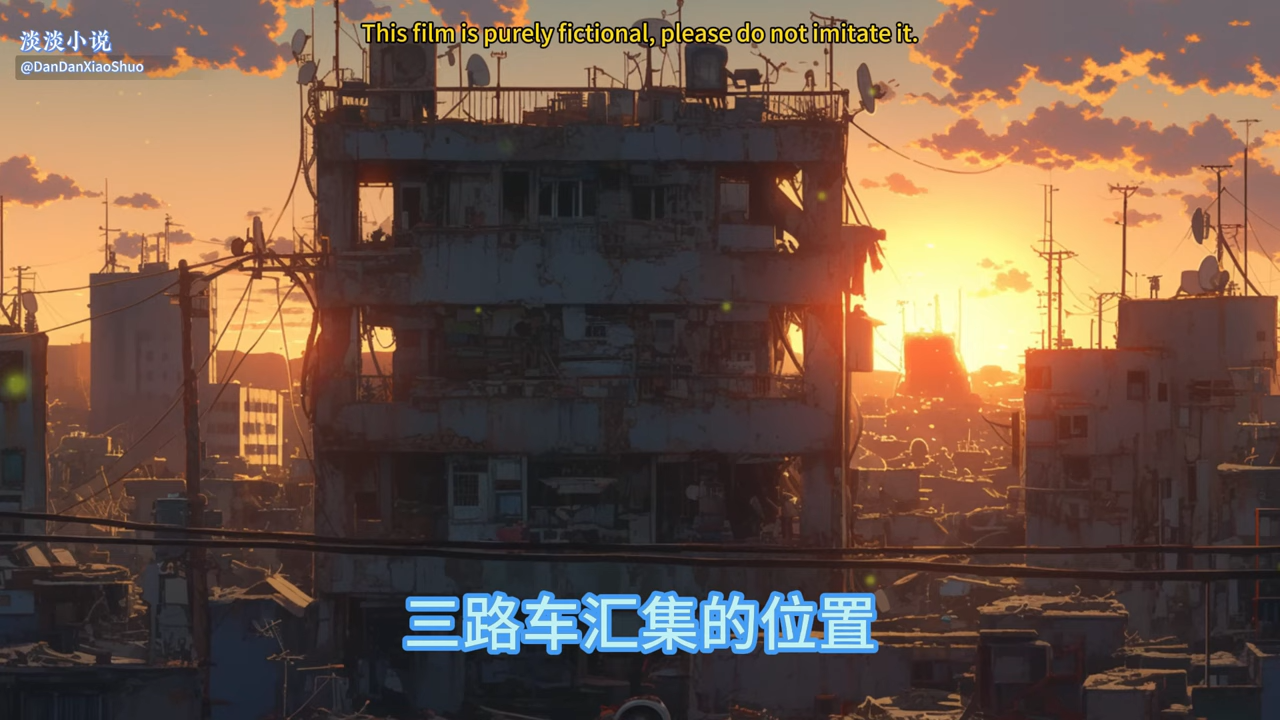 This film is purely fictional, please do not imitate it.
淡淡小说
@DanDanXiaoShuo
三路车汇集的位置